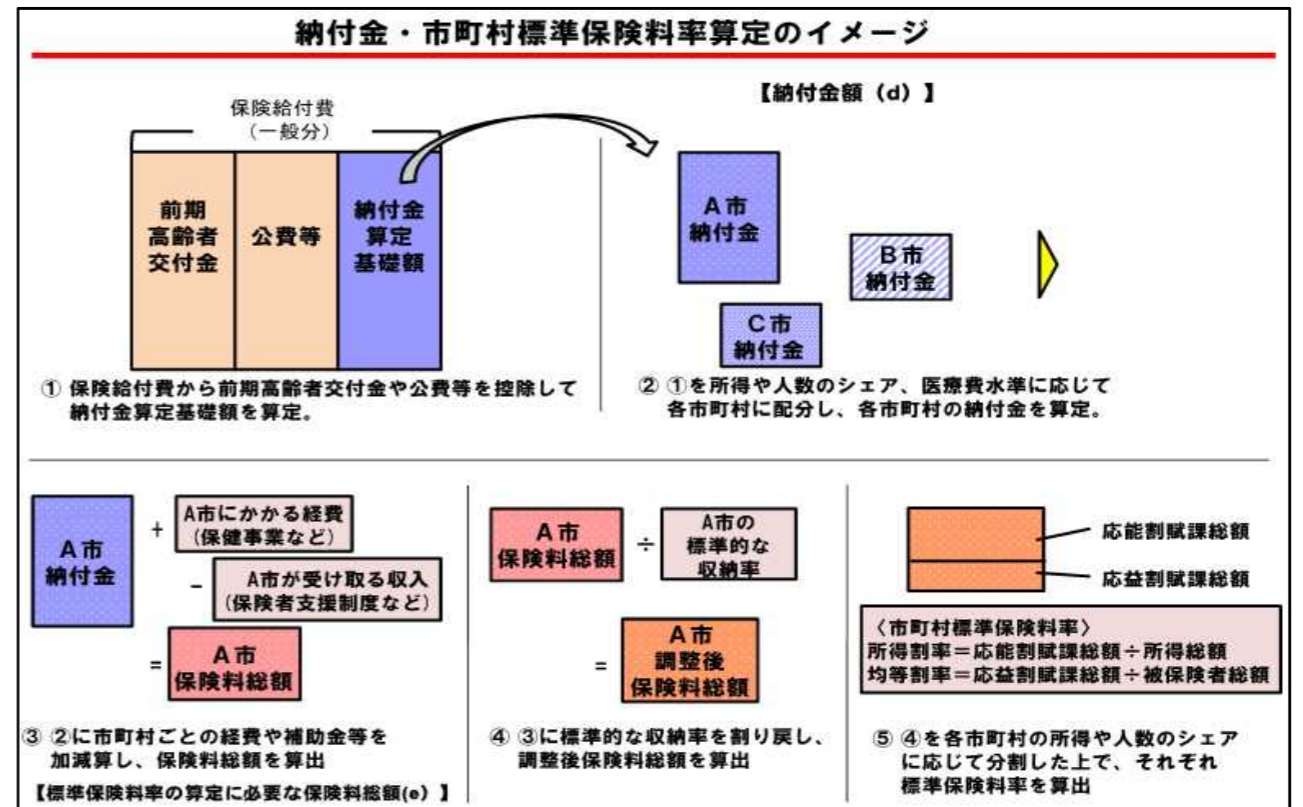 納付金・市町村標準保険料率算定のイメージ
保険給付費
（一般分）
前期
高齢者
交付金
公費等
納付金
算定
基礎額
① 保険給付費から前期高齢者交付金や公費等を控除して
納付金算定基礎額を算定。
【納付金額（d）】
A市
納付金
B市
納付金
C市
納付金
② ①を所得や人数のシェア、医療費水準に応じて
各市町村に配分し、各市町村の納付金を算定。
A市
納付金
+
A市にかかる経費
(保健事業など)
-
A市が受け取る収入
(保険者支援制度など)
=
A市
保険料総額
③ ②に市町村ごとの経費や補助金等を
加減算し、保険料総額を算出
【標準保険料率の算定に必要な保険料総額(e）】
A市
保険料総額
÷
A市の
標準的な
収納率
=
A市
調整後
保険料総額
④ ③に標準的な収納率を割り戻し、
調整後保険料総額を算出
応能割賦課総額
応益割賦課総額
〈市町村標準保険料率〉
所得割率＝応能割賦課総額÷所得総額
均等割率＝応益割賦課総額÷被保険者総額
⑤ ④を各市町村の所得や人数のシェア
に応じて分割した上で、それぞれ
標準保険料率を算出